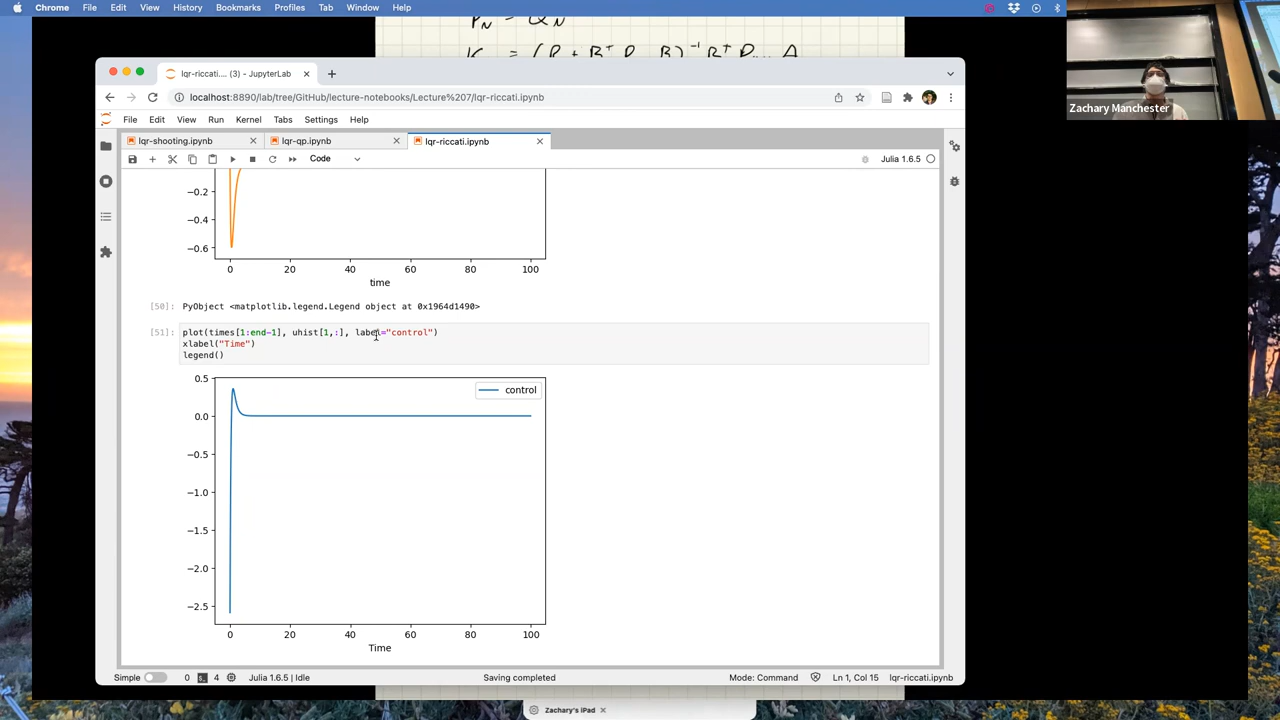 Chrome File Edit View History Bookmarks Profiles Tab Window Help
Zachary Manchester
lqr-riccati.... (3) - JupyterLab
localhost:8890/lab/tree/GitHub/lecture-notebooks/Lecture%207/lqr-riccati.ipynb
File Edit View Run Kernel Tabs Settings Help
lqr-shooting.ipynb lqr-qp.ipynb lqr-riccati.ipynb
Code Julia 1.6.5
−0.2
−0.4
−0.6
0 20 40 60 80 100
time
[50]: PyObject <matplotlib.legend.Legend object at 0x1964d1490>
[51]: plot(times[1:end-1], uhist[1,:], label="control")
xlabel("Time")
legend()
0.5
control
0.0
−0.5
−1.0
−1.5
−2.0
−2.5
0 20 40 60 80 100
Time
Simple 0 4 Julia 1.6.5 | Idle Saving completed Mode: Command Ln 1, Col 15 lqr-riccati.ipynb
Zachary's iPad